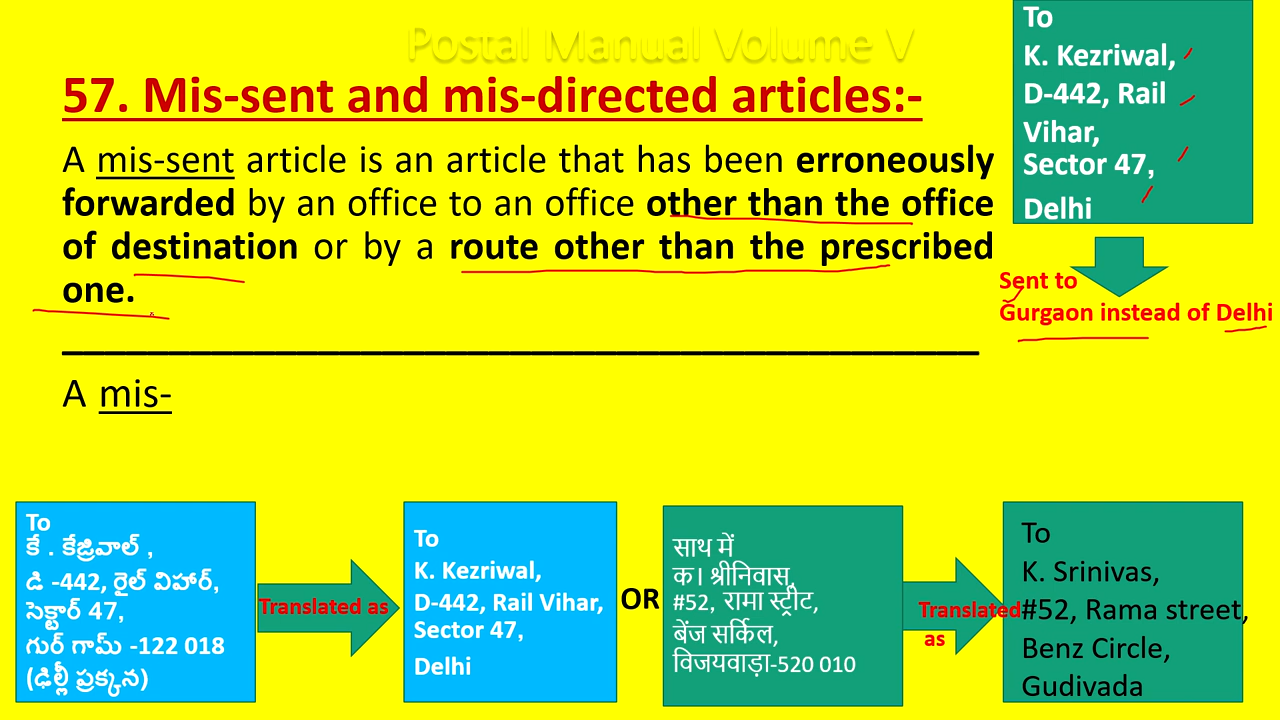 Postal Manual Volume V
57. Mis-sent and mis-directed articles:-
A mis-sent article is an article that has been erroneously
forwarded by an office to an office other than the office
of destination or by a route other than the prescribed
one.
A mis-
To
K. Kezriwal,
D-442, Rail
Vihar,
Sector 47,
Delhi
Sent to
Gurgaon instead of Delhi
To
కే . కేజ్రివాల్ ,
డి -442, రైల్ విహార్,
సెక్టార్ 47,
గుర్ గామ్ -122 018
(ఢిల్లీ ప్రక్కన)
Translated as
To
K. Kezriwal,
D-442, Rail Vihar,
Sector 47,
Delhi
OR
साथ में
क। श्रीनिवास,
#52, रामा स्ट्रीट,
बेंज सर्किल,
विजयवाड़ा-520 010
Translated
as
To
K. Srinivas,
#52, Rama street,
Benz Circle,
Gudivada